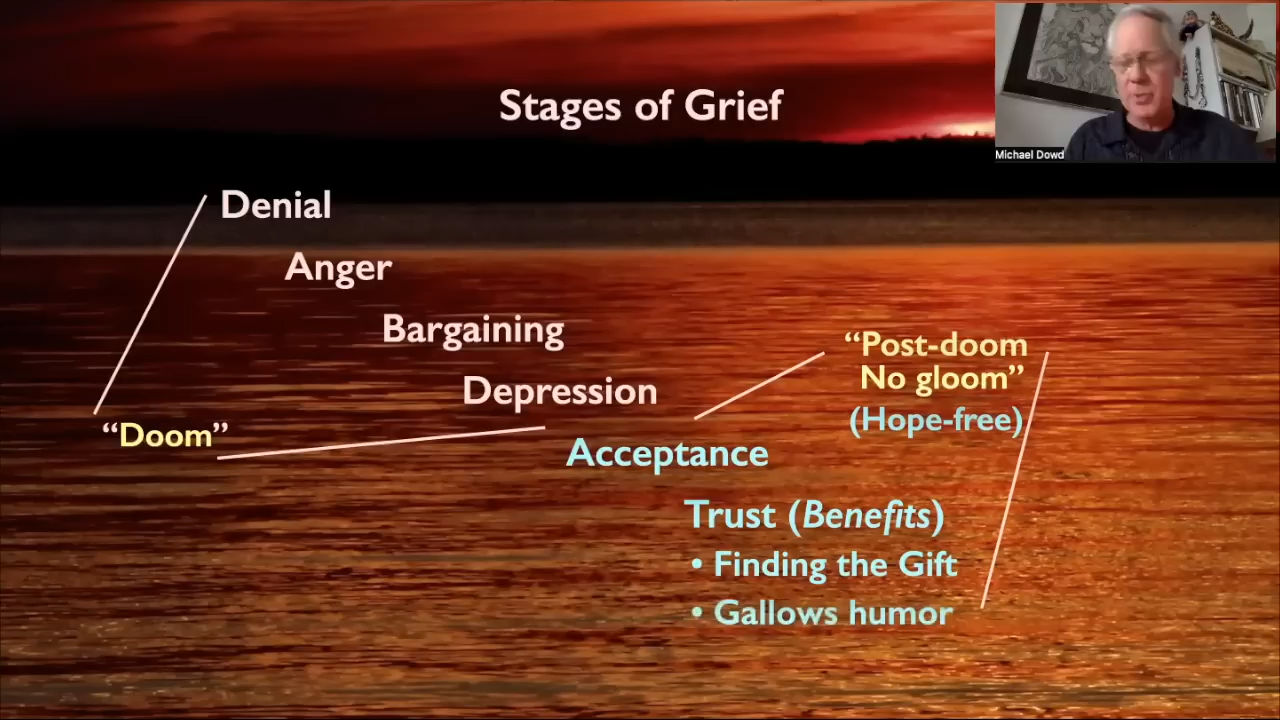 Stages of Grief
Michael Dowd
Denial
Anger
Bargaining
Depression
“Doom”
Acceptance
“Post-doom
No gloom”
(Hope-free)
Trust (Benefits)
• Finding the Gift
• Gallows humor